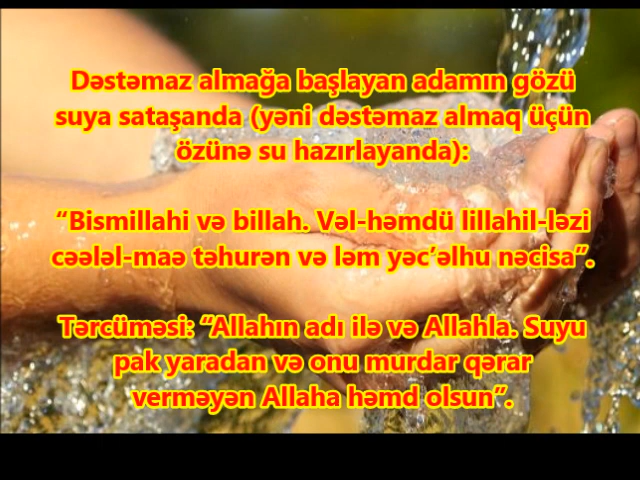 Dəstəmaz almağa başlayan adamın gözü
suya sataşanda (yəni dəstəmaz almaq üçün
özünə su hazırlayanda):
“Bismillahi və billah. Vəl-həmdü lillahil-ləzi
cəələl-maə təhurən və ləm yəc’əlhu nəcisa”.
Tərcüməsi: “Allahın adı ilə və Allahla. Suyu
pak yaradan və onu murdar qərar
verməyən Allaha həmd olsun”.